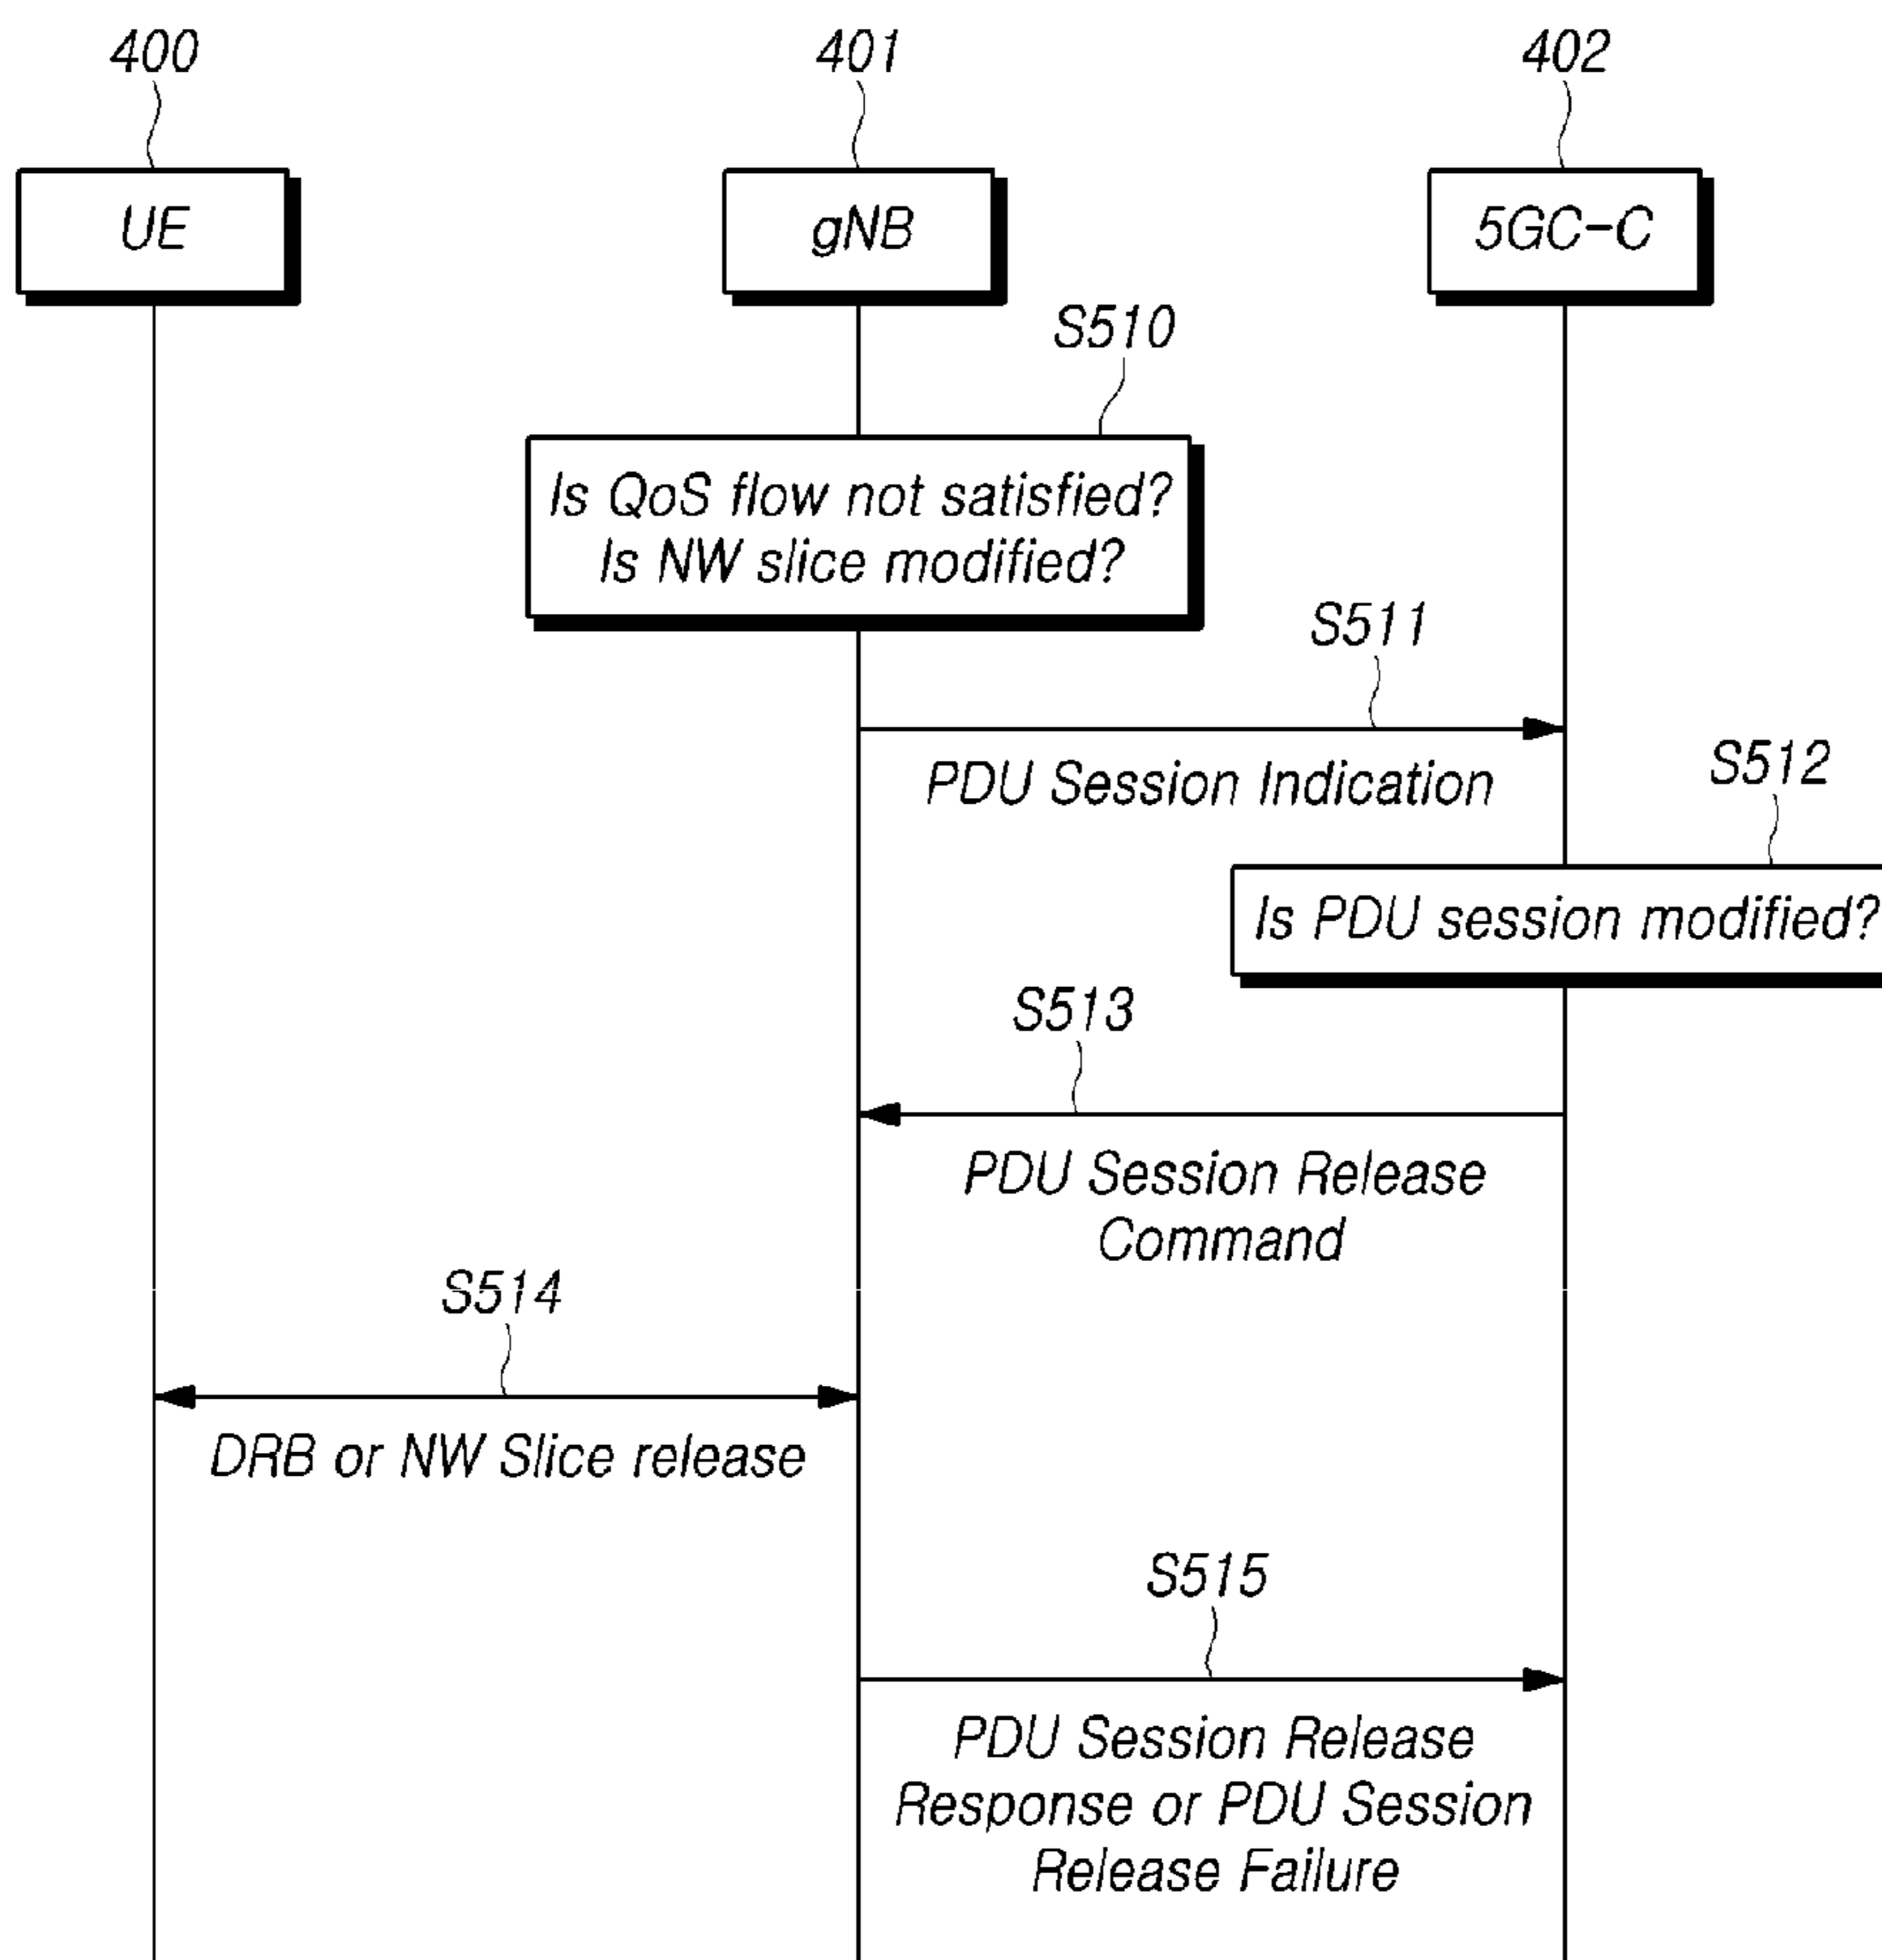 400
401
402
UE
gNB
5GC-C
S510
Is QoS flow not satisfied?
Is NW slice modified?
S511
PDU Session Indication
S512
Is PDU session modified?
S513
PDU Session Release
Command
S514
DRB or NW Slice release
S515
PDU Session Release
Response or PDU Session
Release Failure